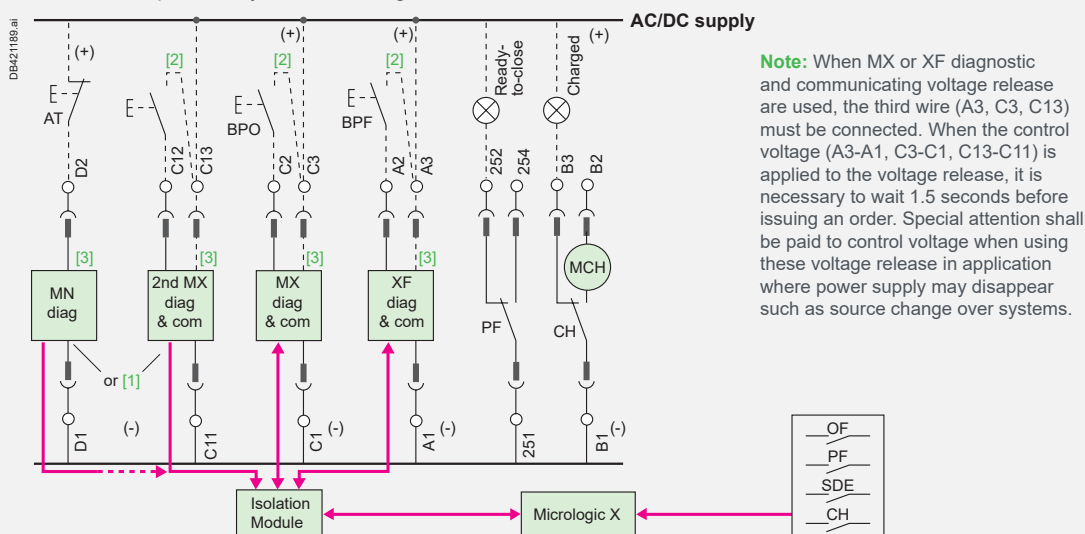 DB421189.ai
AC/DC supply
(+)
(+)
(+)
(+)
[2]
[2]
[2]
Ready-
to-close
Charged
AT
BPO
BPF
D2
C12
C13
C2
C3
A2
A3
252
254
B3
B2
[3]
[3]
[3]
[3]
MN
diag
2nd MX
diag
& com
MX
diag
& com
XF
diag
& com
PF
MCH
CH
or [1]
D1
(-)
C11
C1
(-)
A1
(-)
251
B1
(-)
Isolation
Module
Micrologic X
OF
PF
SDE
CH
Note: When MX or XF diagnostic
and communicating voltage release
are used, the third wire (A3, C3, C13)
must be connected. When the control
voltage (A3-A1, C3-C1, C13-C11) is
applied to the voltage release, it is
necessary to wait 1.5 seconds before
issuing an order. Special attention shall
be paid to control voltage when using
these voltage release in application
where power supply may disappear
such as source change over systems.